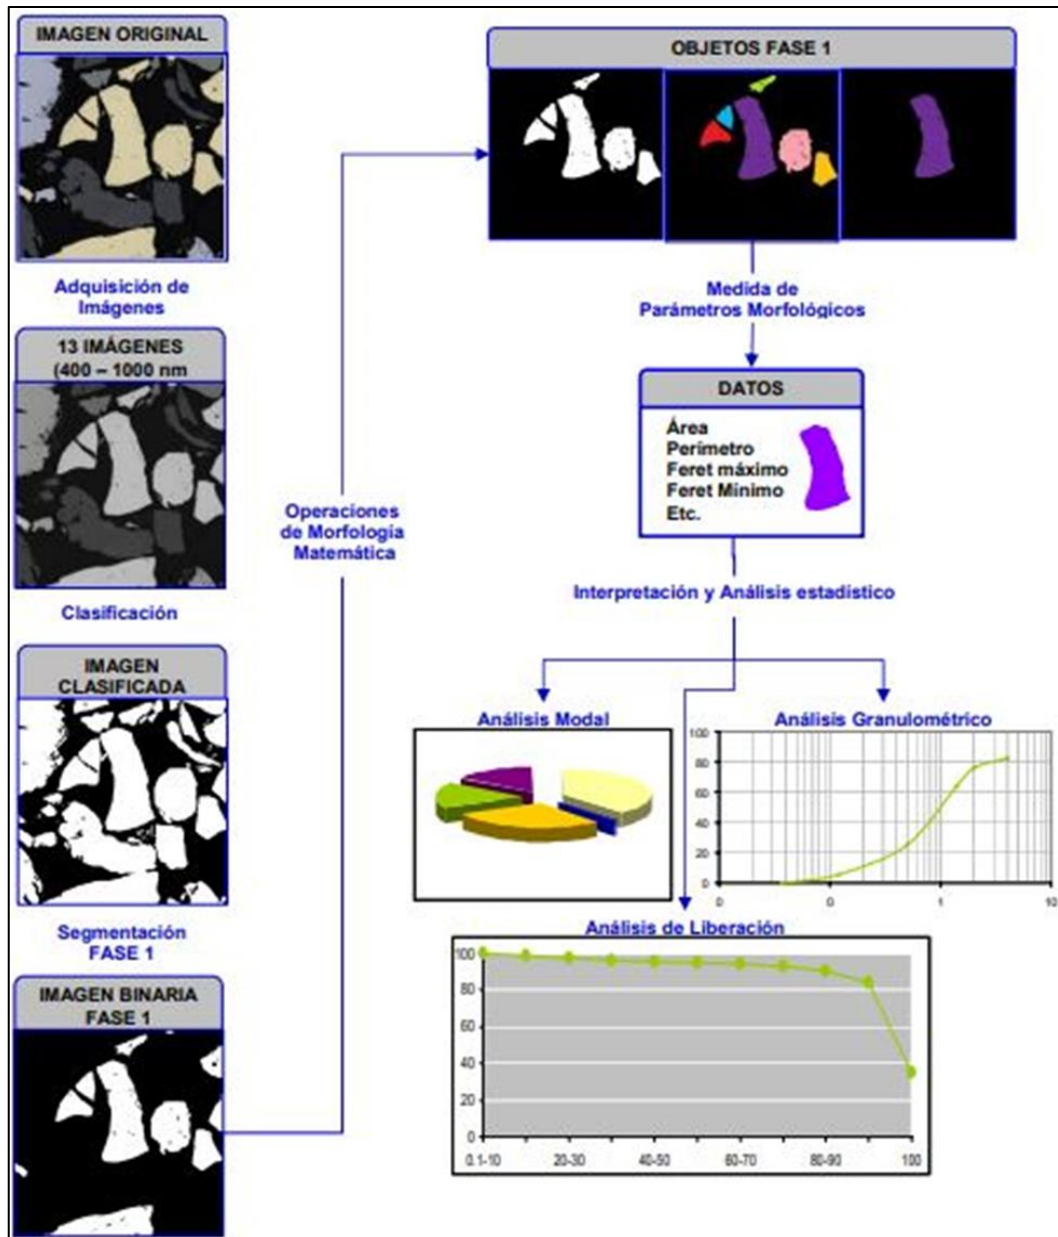 IMAGEN ORIGINAL
Adquisición de
Imágenes
13 IMÁGENES
(400 – 1000 nm
Clasificación
IMAGEN
CLASIFICADA
Segmentación
FASE 1
IMAGEN BINARIA
FASE 1
Operaciones
de Morfología
Matemática
OBJETOS FASE 1
Medida de
Parámetros Morfológicos
DATOS
Área
Perímetro
Feret máximo
Feret Mínimo
Etc.
Interpretación y Análisis estadístico
Análisis Modal
Análisis Granulométrico
100
80
60
40
20
0
0 0 1 10
Análisis de Liberación
100
80
60
40
20
0
0.1-10 20-30 40-50 60-70 80-90 100